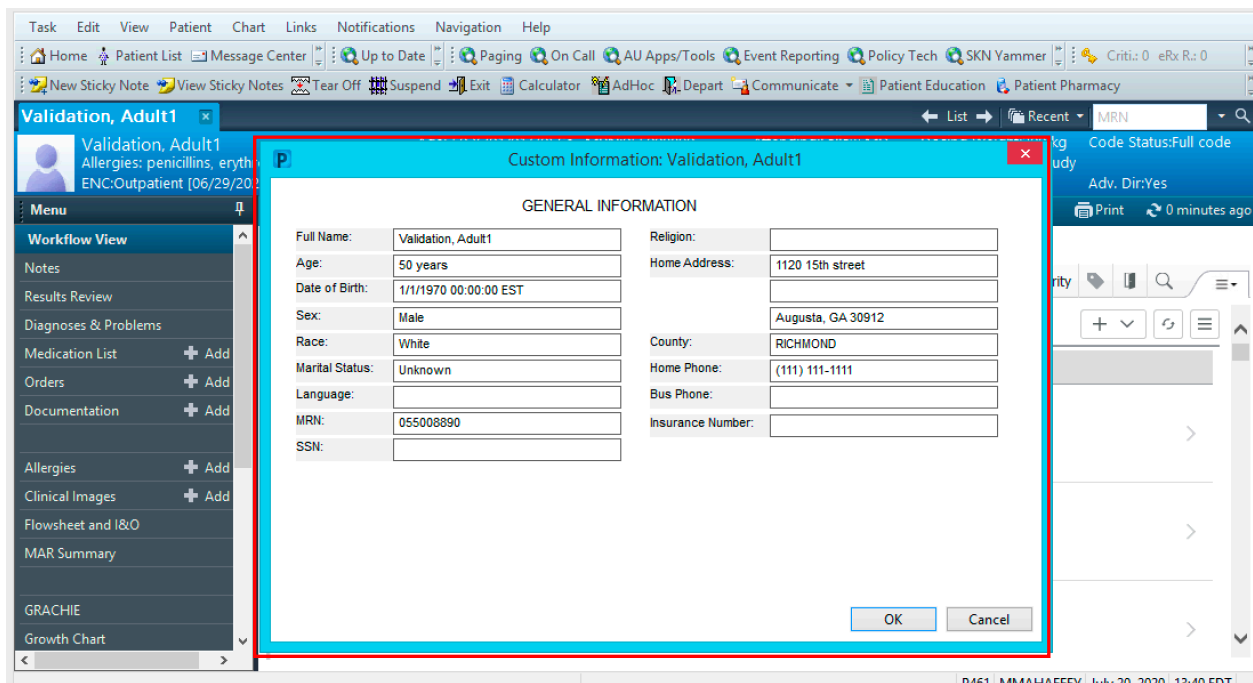 Task Edit View Patient Chart Links Notifications Navigation Help
Home Patient List Message Center Up to Date Paging On Call AU Apps/Tools Event Reporting Policy Tech SKN Yammer Criti.: 0 eRx R.: 0
New Sticky Note View Sticky Notes Tear Off Suspend Exit Calculator AdHoc Depart Communicate Patient Education Patient Pharmacy
Validation, Adult1 List Recent MRN
Validation, Adult1 kg Code Status:Full code
Allergies: penicillins, udy
ENC:Outpatient Adv. Dir:Yes
Custom Information: Validation, Adult1
Menu Print 0 minutes ago
GENERAL INFORMATION
Workflow View
Notes
Results Review
Diagnoses & Problems
Medication List Add
Orders Add
Documentation Add
Allergies Add
Clinical Images Add
Flowsheet and I&O
MAR Summary
GRACHIE
Growth Chart
Full Name: Validation, Adult1
Age: 50 years
Date of Birth: 1/1/1970 00:00:00 EST
Sex: Male
Race: White
Marital Status: Unknown
Language:
MRN: 055008890
SSN:
Religion:
Home Address: 1120 15th street
Augusta, GA 30912
County: RICHMOND
Home Phone: (111) 111-1111
Bus Phone:
Insurance Number:
OK Cancel